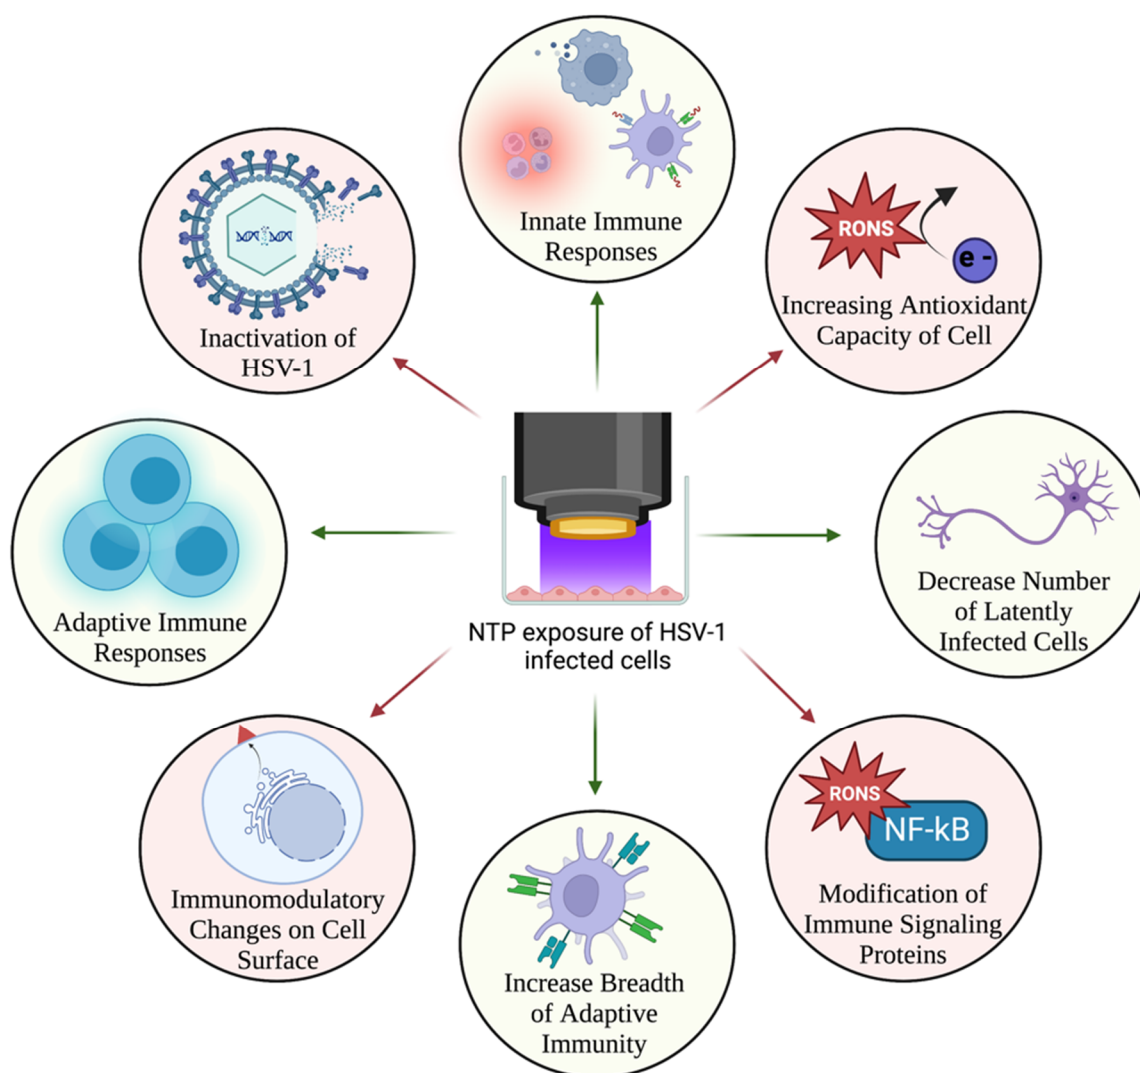 Innate Immune
Responses
Inactivation of
HSV-1
RONS
e -
Increasing Antioxidant
Capacity of Cell
Adaptive Immune
Responses
NTP exposure of HSV-1
infected cells
Decrease Number
of Latently
Infected Cells
Immunomodulatory
Changes on Cell
Surface
Increase Breadth
of Adaptive
Immunity
RONS
NF-kB
Modification of
Immune Signaling
Proteins